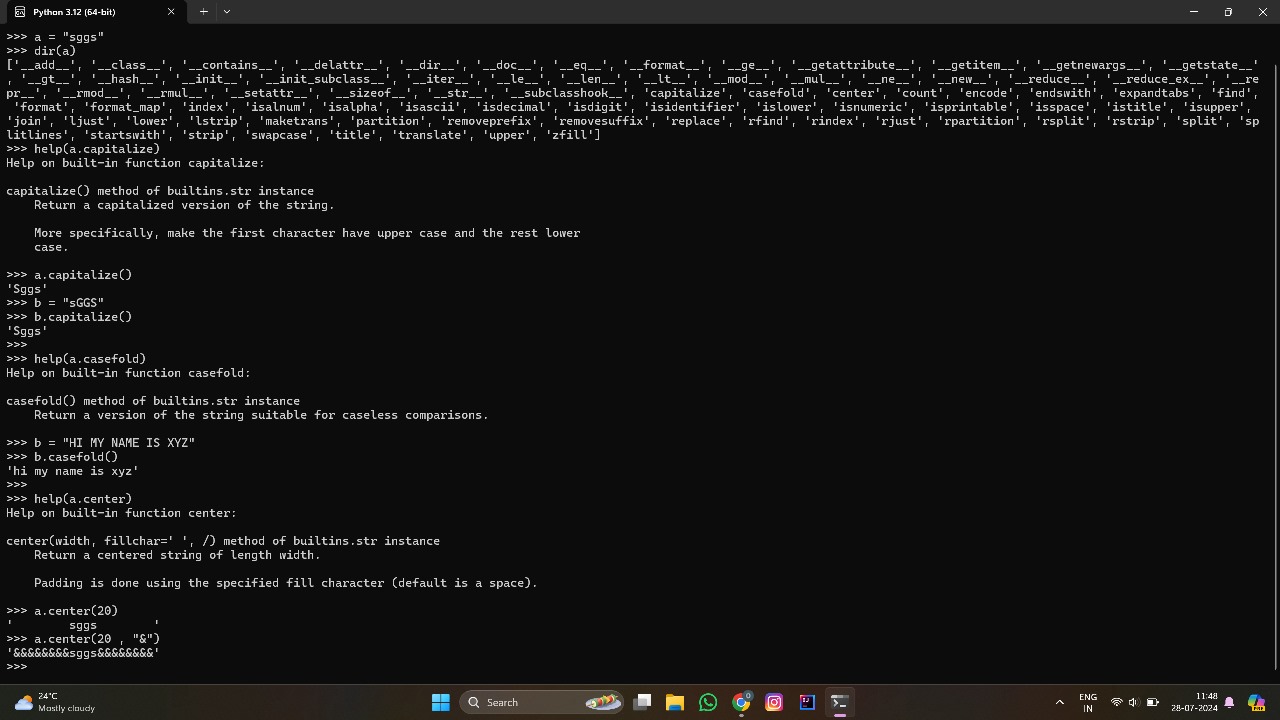 Python 3.12 (64-bit)
>>> a = "sggs"
>>> dir(a)
['__add__', '__class__', '__contains__', '__delattr__', '__dir__', '__doc__', '__eq__', '__format__', '__ge__', '__getattribute__', '__getitem__', '__getnewargs__', '__getstate__'
, '__gt__', '__hash__', '__init__', '__init_subclass__', '__iter__', '__le__', '__len__', '__lt__', '__mod__', '__mul__', '__ne__', '__new__', '__reduce__', '__reduce_ex__', '__re
pr__', '__rmod__', '__rmul__', '__setattr__', '__sizeof__', '__str__', '__subclasshook__', 'capitalize', 'casefold', 'center', 'count', 'encode', 'endswith', 'expandtabs', 'find',
'format', 'format_map', 'index', 'isalnum', 'isalpha', 'isascii', 'isdecimal', 'isdigit', 'isidentifier', 'islower', 'isnumeric', 'isprintable', 'isspace', 'istitle', 'isupper',
'join', 'ljust', 'lower', 'lstrip', 'maketrans', 'partition', 'removeprefix', 'removesuffix', 'replace', 'rfind', 'rindex', 'rjust', 'rpartition', 'rsplit', 'rstrip', 'split', 'sp
litlines', 'startswith', 'strip', 'swapcase', 'title', 'translate', 'upper', 'zfill']
>>> help(a.capitalize)
Help on built-in function capitalize:
capitalize() method of builtins.str instance
    Return a capitalized version of the string.
    More specifically, make the first character have upper case and the rest lower
    case.
>>> a.capitalize()
'Sggs'
>>> b = "sGGS"
>>> b.capitalize()
'Sggs'
>>>
>>> help(a.casefold)
Help on built-in function casefold:
casefold() method of builtins.str instance
    Return a version of the string suitable for caseless comparisons.
>>> b = "HI MY NAME IS XYZ"
>>> b.casefold()
'hi my name is xyz'
>>>
>>> help(a.center)
Help on built-in function center:
center(width, fillchar=' ', /) method of builtins.str instance
    Return a centered string of length width.
    Padding is done using the specified fill character (default is a space).
>>> a.center(20)
'        sggs        '
>>> a.center(20 , "&")
'&&&&&&&&sggs&&&&&&&&'
>>>
24°C
Mostly cloudy
Search
ENG
IN
11:48
28-07-2024